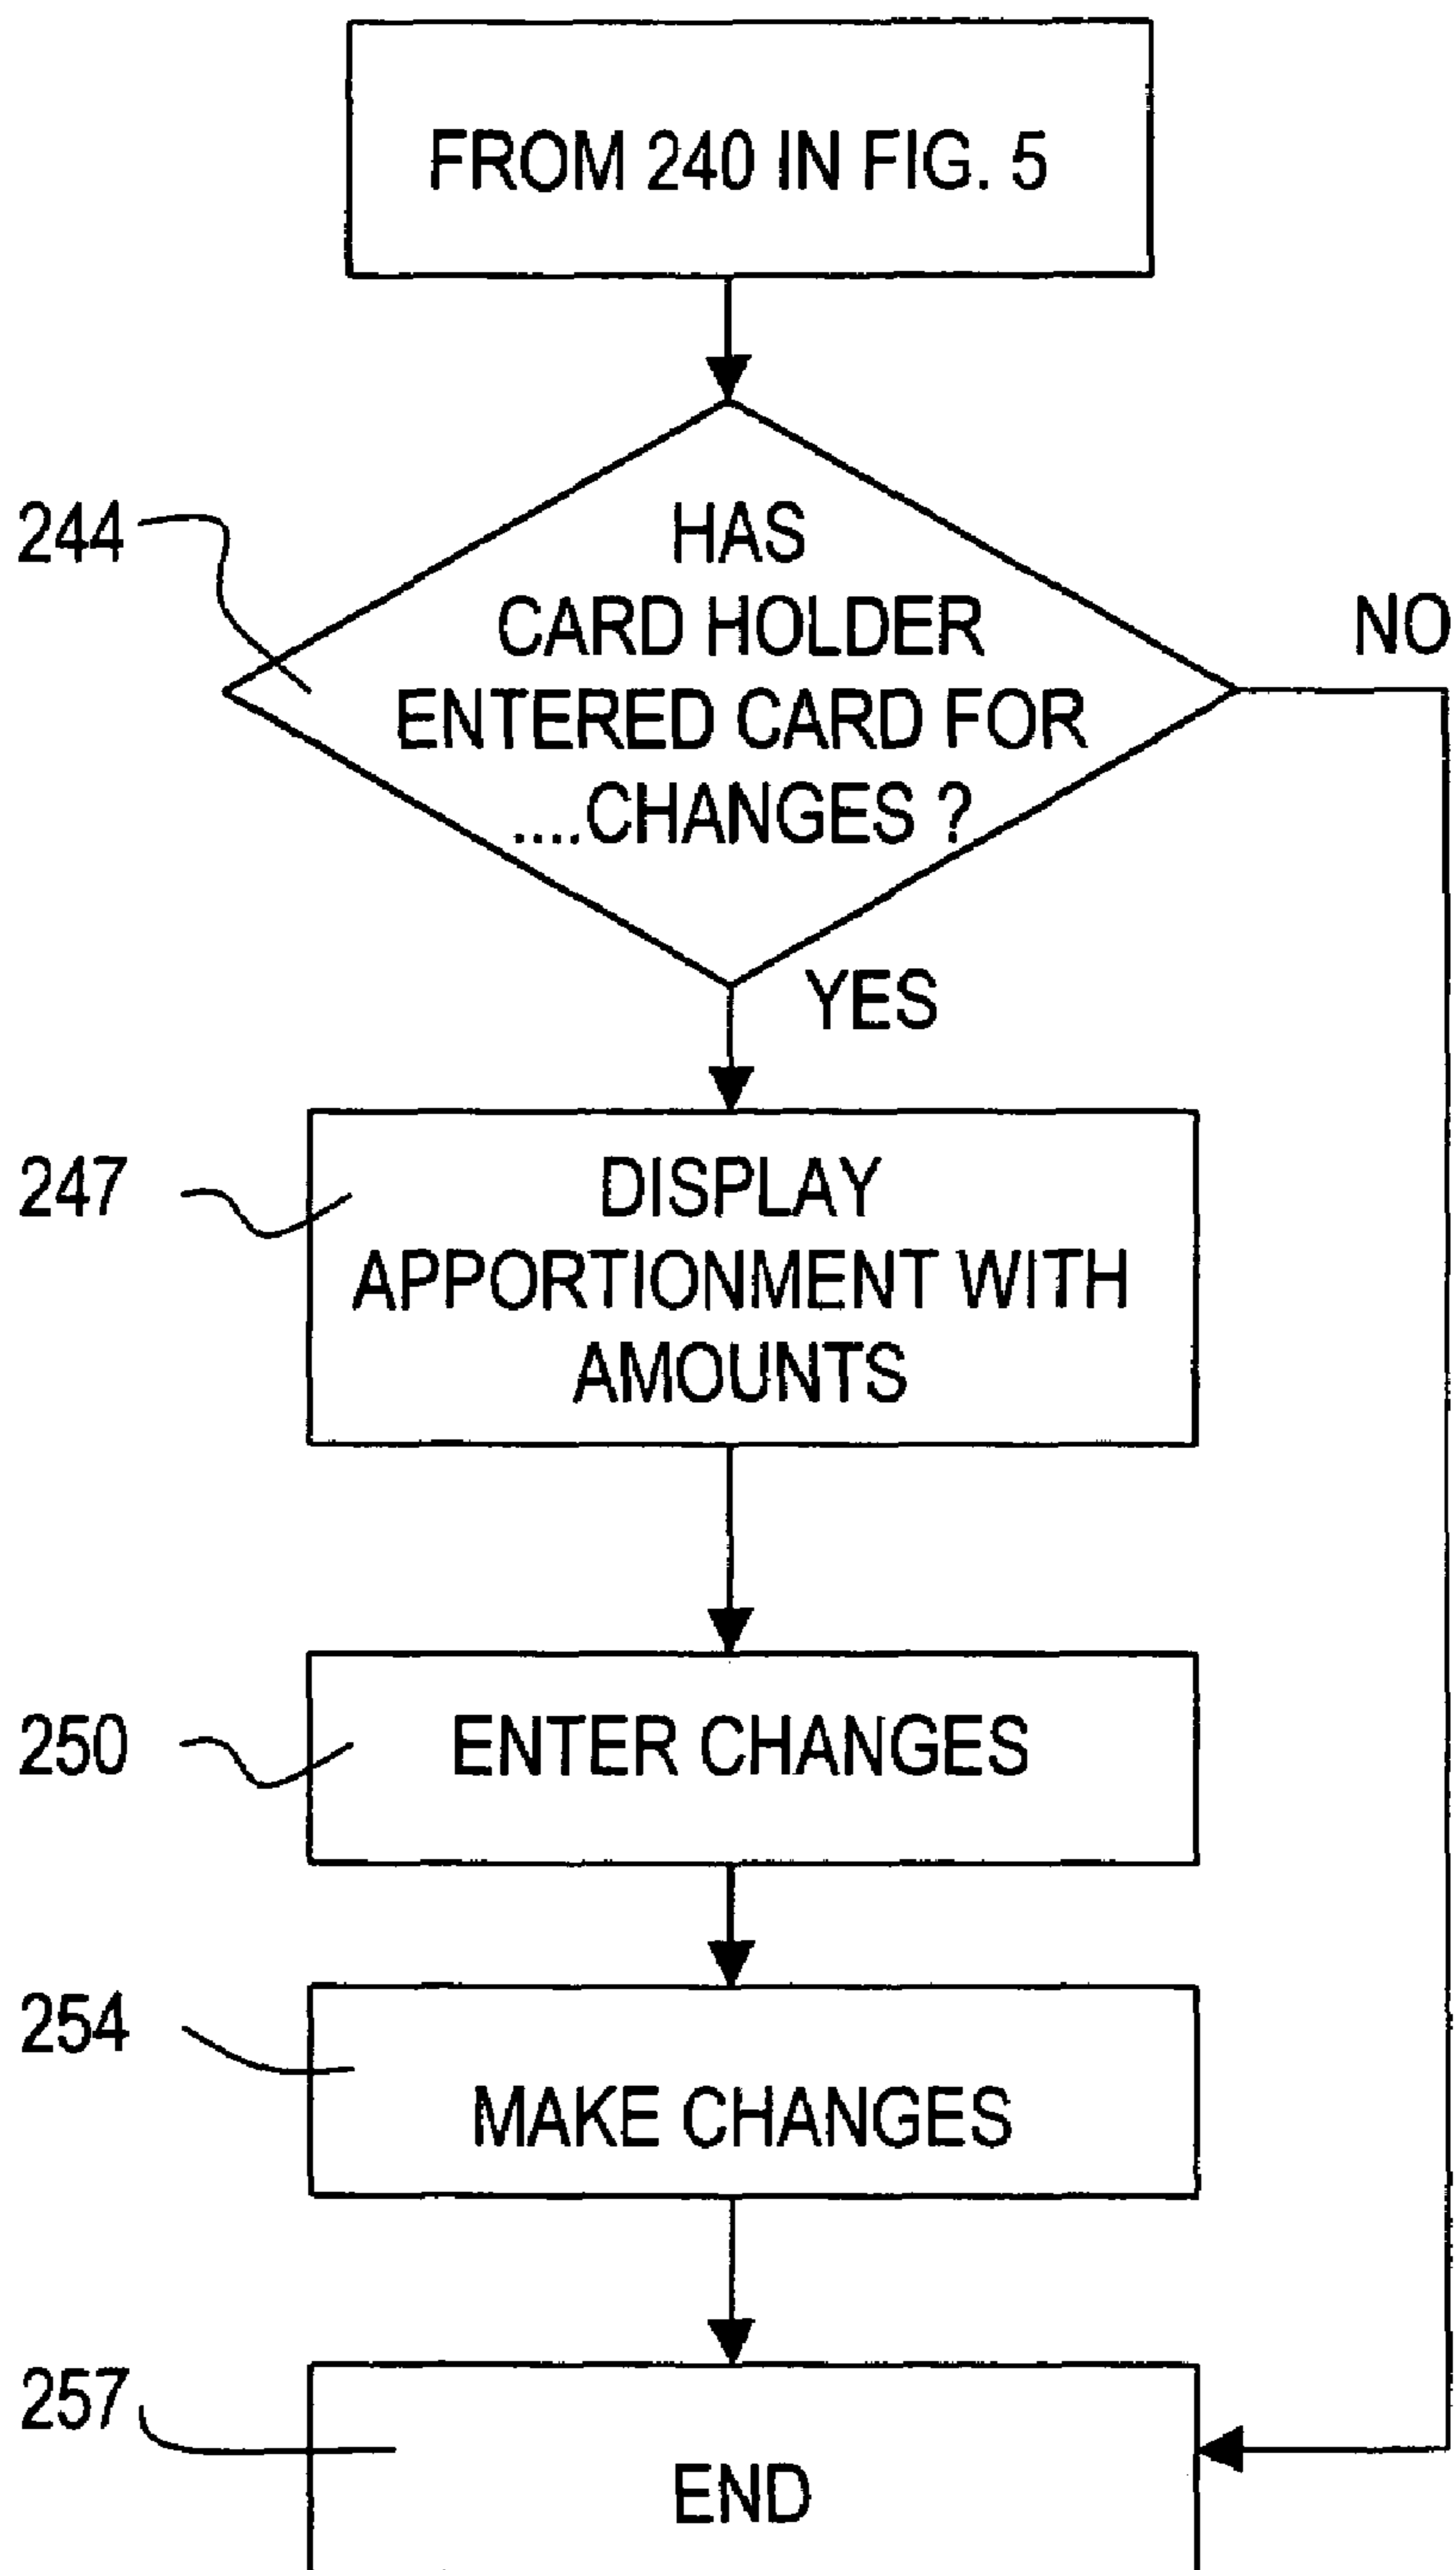 FROM 240 IN FIG. 5
244
HAS
CARD HOLDER
ENTERED CARD FOR
....CHANGES ?
NO
YES
247
DISPLAY
APPORTIONMENT WITH
AMOUNTS
250
ENTER CHANGES
254
MAKE CHANGES
257
END